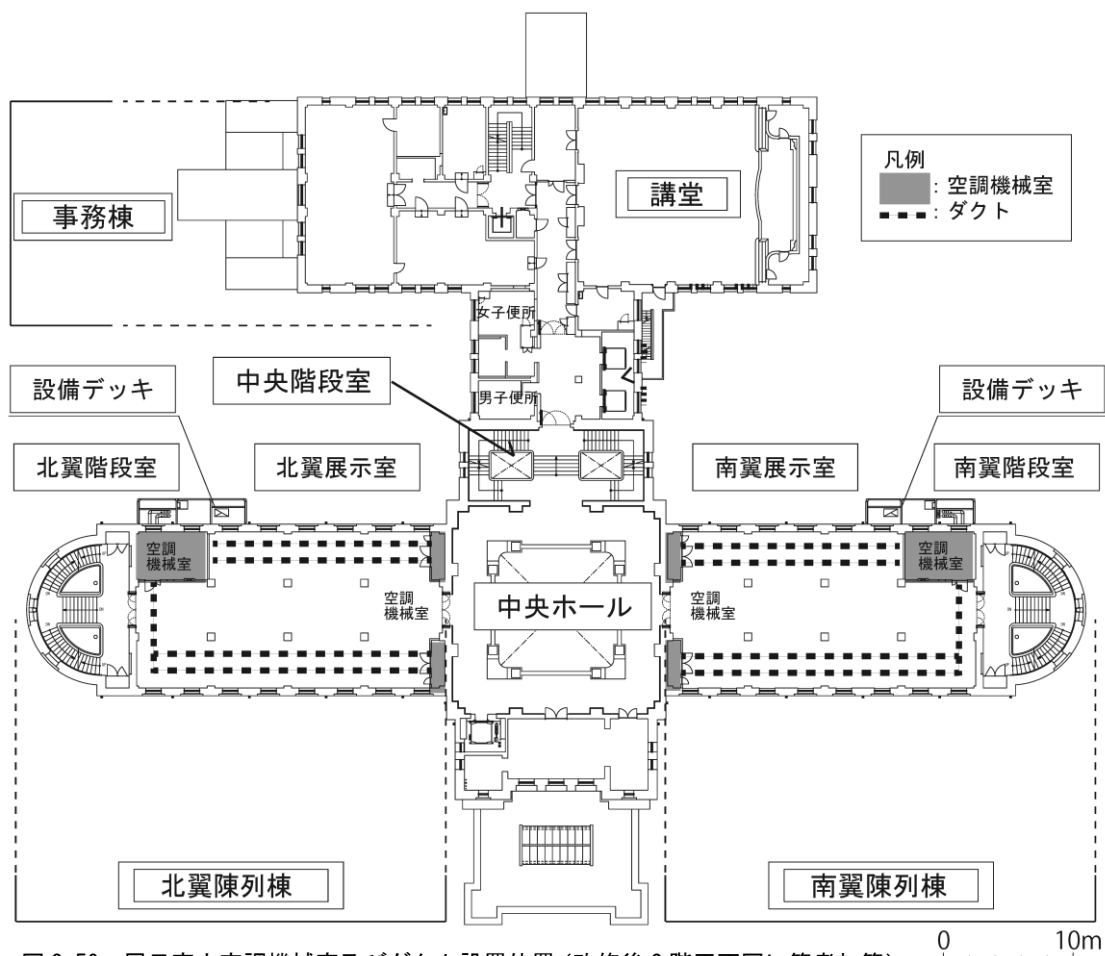 凡例
：空調機械室
：ダクト
事務棟
講堂
女子便所
中央階段室
設備デッキ
設備デッキ
男子便所
北翼階段室
北翼展示室
南翼展示室
南翼階段室
空調
機械室
空調
機械室
空調
機械室
空調
機械室
中央ホール
北翼陳列棟
南翼陳列棟
0 10m